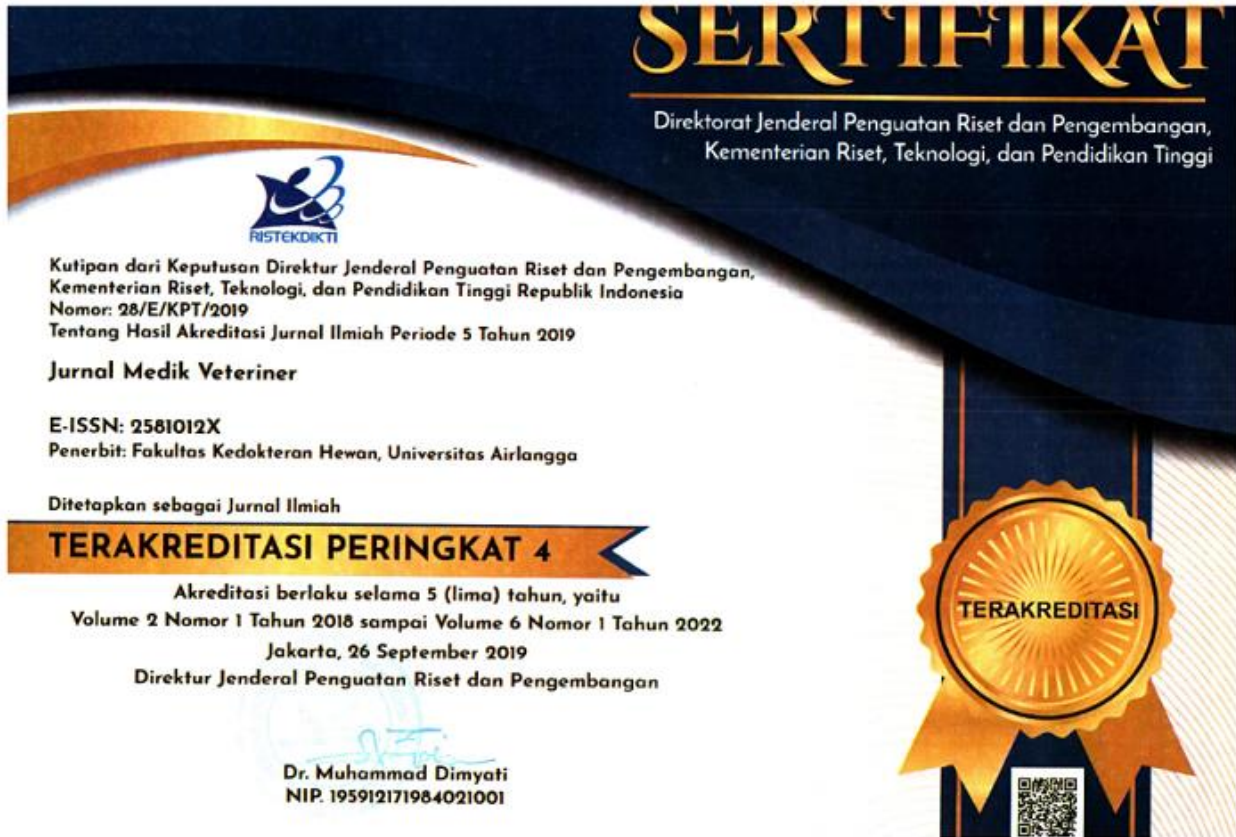 SERTIFIKAT
Direktorat Jenderal Penguatan Riset dan Pengembangan,
Kementerian Riset, Teknologi, dan Pendidikan Tinggi
RISTEKDIKTI
Kutipan dari Keputusan Direktur Jenderal Penguatan Riset dan Pengembangan,
Kementerian Riset, Teknologi, dan Pendidikan Tinggi Republik Indonesia
Nomor: 28/E/KPT/2019
Tentang Hasil Akreditasi Jurnal Ilmiah Periode 5 Tahun 2019
Jurnal Medik Veteriner
E-ISSN: 2581012X
Penerbit: Fakultas Kedokteran Hewan, Universitas Airlangga
Ditetapkan sebagai Jurnal Ilmiah
TERAKREDITASI PERINGKAT 4
Akreditasi berlaku selama 5 (lima) tahun, yaitu
Volume 2 Nomor 1 Tahun 2018 sampai Volume 6 Nomor 1 Tahun 2022
Jakarta, 26 September 2019
Direktur Jenderal Penguatan Riset dan Pengembangan
Dr. Muhammad Dimyati
NIP. 195912171984021001
TERAKREDITASI